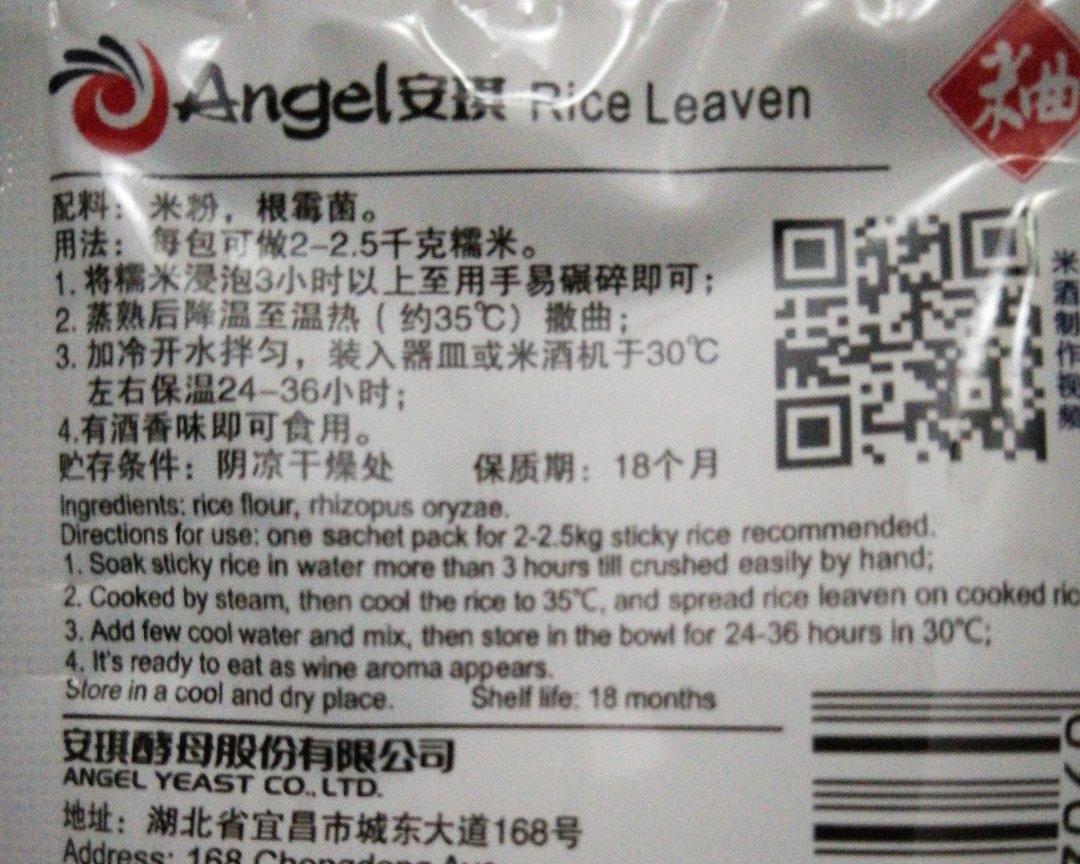 Angel安琪 Rice Leaven
米曲
配料：米粉，根霉菌。
用法：每包可做2-2.5千克糯米。
1. 将糯米浸泡3小时以上至用手易碾碎即可；
2. 蒸熟后降温至温热（约35℃）撒曲；
3. 加冷开水拌匀，装入器皿或米酒机于30℃
左右保温24-36小时；
4.有酒香味即可食用。
贮存条件：阴凉干燥处 保质期：18个月
米酒制作视频
Ingredients: rice flour, rhizopus oryzae.
Directions for use: one sachet pack for 2-2.5kg sticky rice recommended.
1. Soak sticky rice in water more than 3 hours till crushed easily by hand;
2. Cooked by steam, then cool the rice to 35℃, and spread rice leaven on cooked ric
3. Add few cool water and mix, then store in the bowl for 24-36 hours in 30℃;
4. It's ready to eat as wine aroma appears.
Store in a cool and dry place. Shelf life: 18 months
安琪酵母股份有限公司
ANGEL YEAST CO., LTD.
地址：湖北省宜昌市城东大道168号
Address: 168 Chengdong Ave